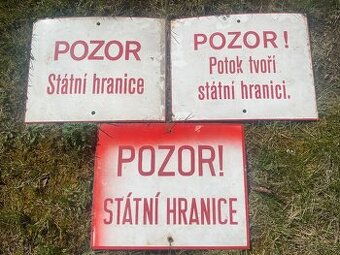 POZOR
Státní hranice
POZOR!
Potok tvoří
státní hranici.
POZOR!
STÁTNÍ HRANICE